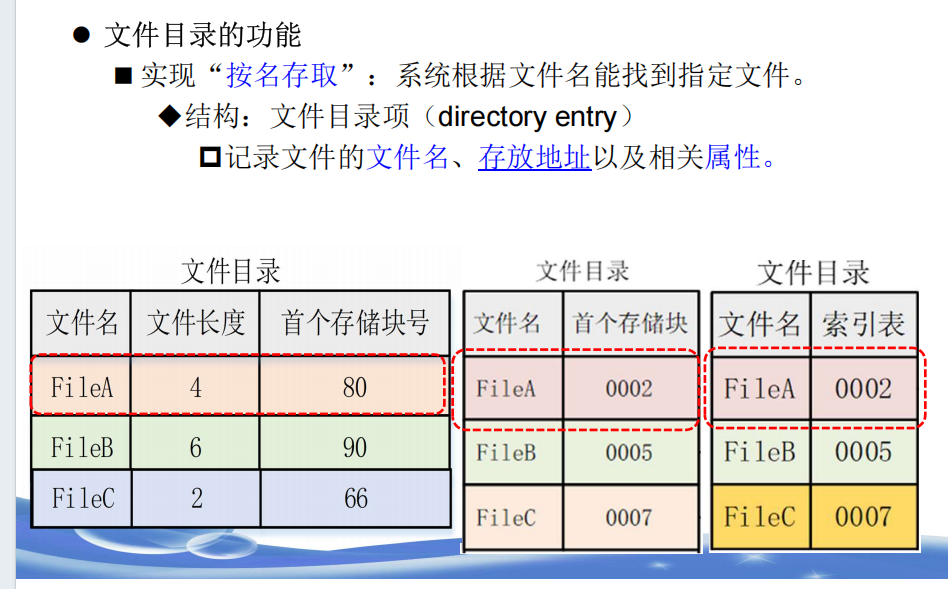 ● 文件目录的功能
■ 实现“按名存取”：系统根据文件名能找到指定文件。
◆结构：文件目录项（directory entry）
记录文件的文件名、存放地址以及相关属性。
文件目录
文件名 文件长度 首个存储块号
FileA 4 80
FileB 6 90
FileC 2 66
文件目录
文件名 首个存储块
FileA 0002
FileB 0005
FileC 0007
文件目录
文件名 索引表
FileA 0002
FileB 0005
FileC 0007